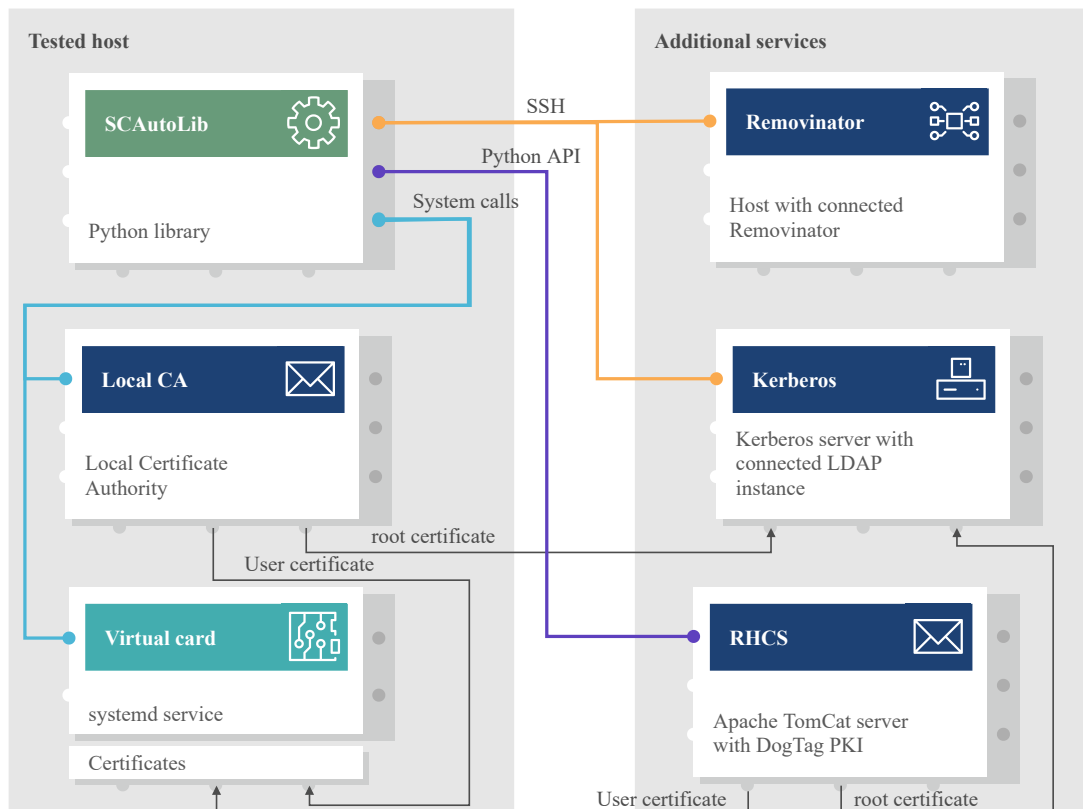 Tested host
Additional services
SCAutoLib
Python library
SSH
Python API
System calls
Removinator
Host with connected
Removinator
Local CA
Local Certificate
Authority
Kerberos
Kerberos server with
connected LDAP
instance
root certificate
User certificate
Virtual card
systemd service
Certificates
RHCS
Apache TomCat server
with DogTag PKI
User certificate
root certificate